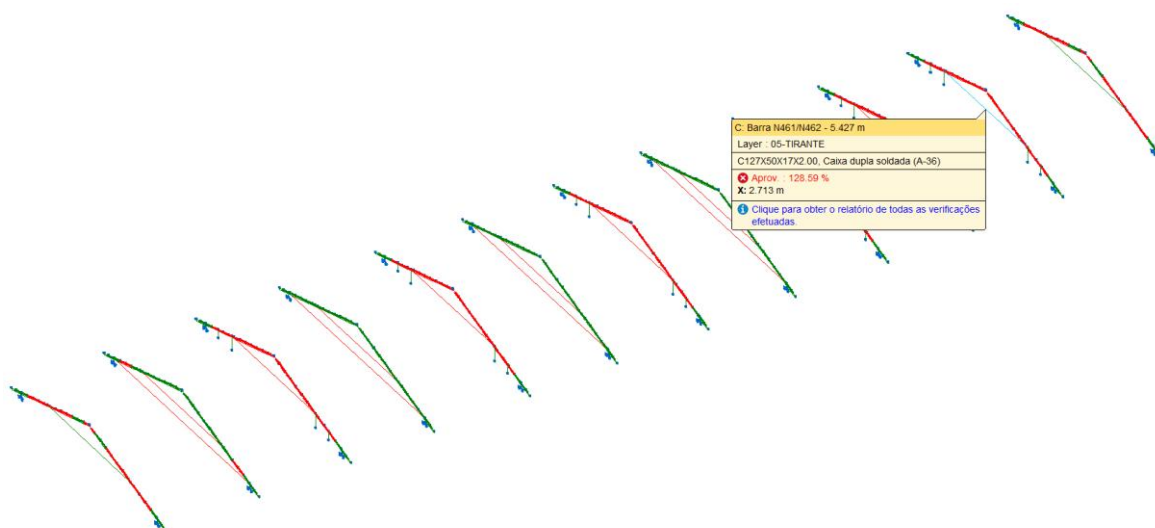 C: Barra N461/N462 - 5.427 m
Layer : 05-TIRANTE
C127X50X17X2.00, Caixa dupla soldada (A-36)
Aprov. : 128.59 %
X: 2.713 m
Clique para obter o relatório de todas as verificações
efetuadas